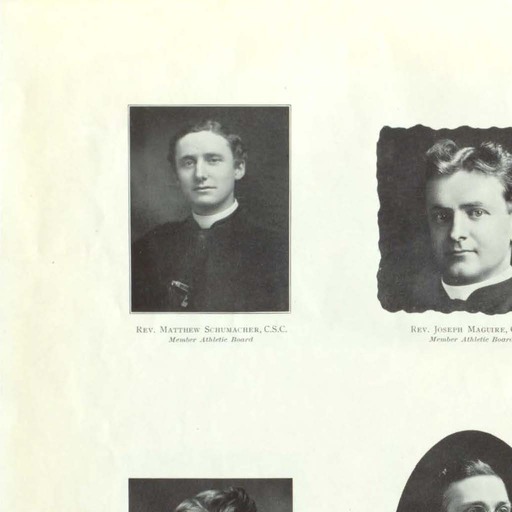 Rev. Matthew Schumacher, C.S.C.
Member Athletic Board
Rev. Joseph Maguire,
Member Athletic Board